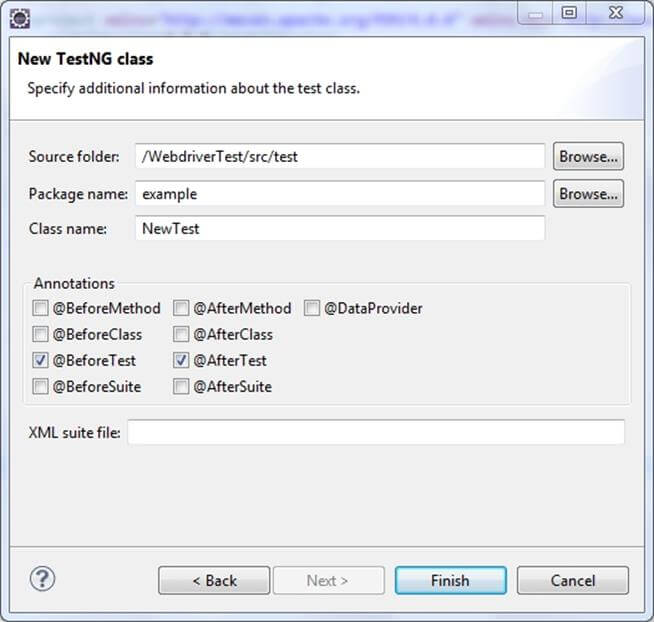 New TestNG class
Specify additional information about the test class.
Source folder: /WebdriverTest/src/test Browse...
Package name: example Browse...
Class name: NewTest
Annotations
@BeforeMethod @AfterMethod @DataProvider
@BeforeClass @AfterClass
@BeforeTest @AfterTest
@BeforeSuite @AfterSuite
XML suite file:
? < Back Next > Finish Cancel